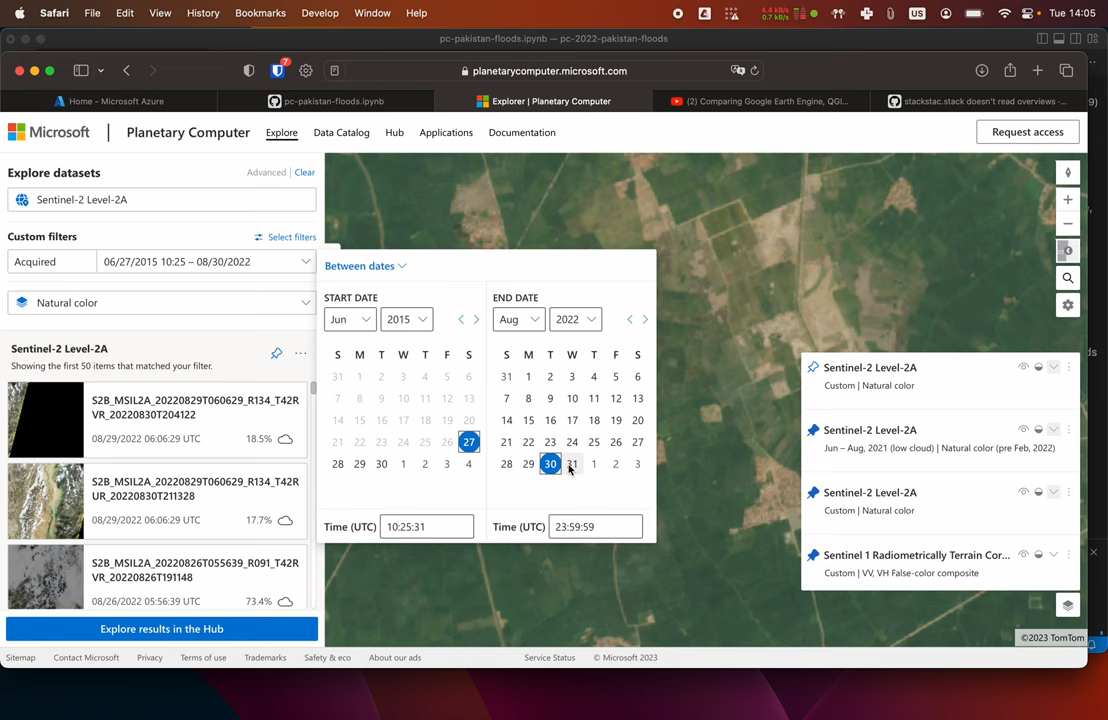 Safari File Edit View History Bookmarks Develop Window Help
4.4 kB/s
0.7 kB/s
US
Tue 14:05
pc-pakistan-floods.ipynb — pc-2022-pakistan-floods
7
planetarycomputer.microsoft.com
Home - Microsoft Azure
pc-pakistan-floods.ipynb
Explorer | Planetary Computer
(2) Comparing Google Earth Engine, QGI...
stackstac.stack doesn't read overviews ·...
Microsoft
Planetary Computer Explore Data Catalog Hub Applications Documentation
Request access
Explore datasets
Advanced | Clear
Sentinel-2 Level-2A
Custom filters
Select filters
Acquired
06/27/2015 10:25 – 08/30/2022
Natural color
Sentinel-2 Level-2A
Showing the first 50 items that matched your filter.
S2B_MSIL2A_20220829T060629_R134_T42R
VR_20220830T204122
08/29/2022 06:06:29 UTC 18.5%
S2B_MSIL2A_20220829T060629_R134_T42R
UR_20220830T211328
08/29/2022 06:06:29 UTC 17.7%
S2B_MSIL2A_20220826T055639_R091_T42R
VR_20220826T191148
08/26/2022 05:56:39 UTC 73.4%
Explore results in the Hub
Between dates
START DATE
Jun 2015
S M T W T F S
31 1 2 3 4 5 6
7 8 9 10 11 12 13
14 15 16 17 18 19 20
21 22 23 24 25 26 27
28 29 30 1 2 3 4
Time (UTC) 10:25:31
END DATE
Aug 2022
S M T W T F S
31 1 2 3 4 5 6
7 8 9 10 11 12 13
14 15 16 17 18 19 20
21 22 23 24 25 26 27
28 29 30 31 1 2 3
Time (UTC) 23:59:59
Sentinel-2 Level-2A
Custom | Natural color
Sentinel-2 Level-2A
Jun – Aug, 2021 (low cloud) | Natural color (pre Feb, 2022)
Sentinel-2 Level-2A
Custom | Natural color
Sentinel 1 Radiometrically Terrain Cor...
Custom | VV, VH False-color composite
©2023 TomTom
Sitemap Contact Microsoft Privacy Terms of use Trademarks Safety & eco About our ads Service Status © Microsoft 2023